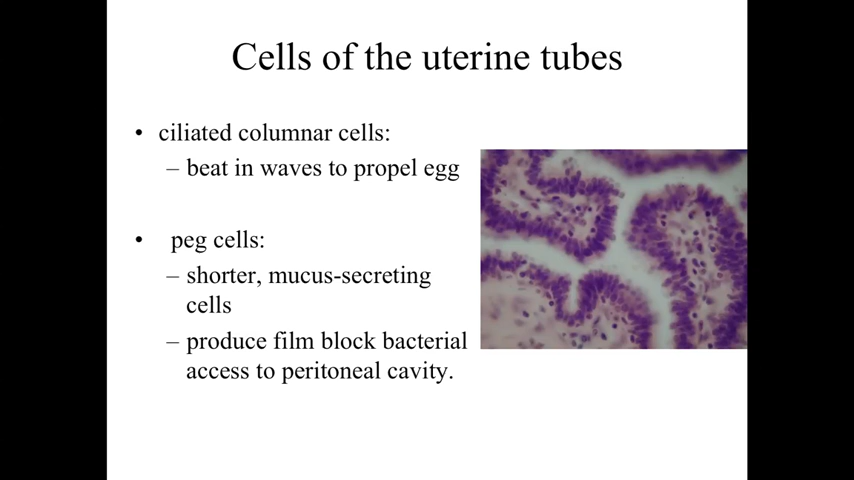 Cells of the uterine tubes
• ciliated columnar cells:
– beat in waves to propel egg
• peg cells:
– shorter, mucus-secreting
cells
– produce film block bacterial
access to peritoneal cavity.